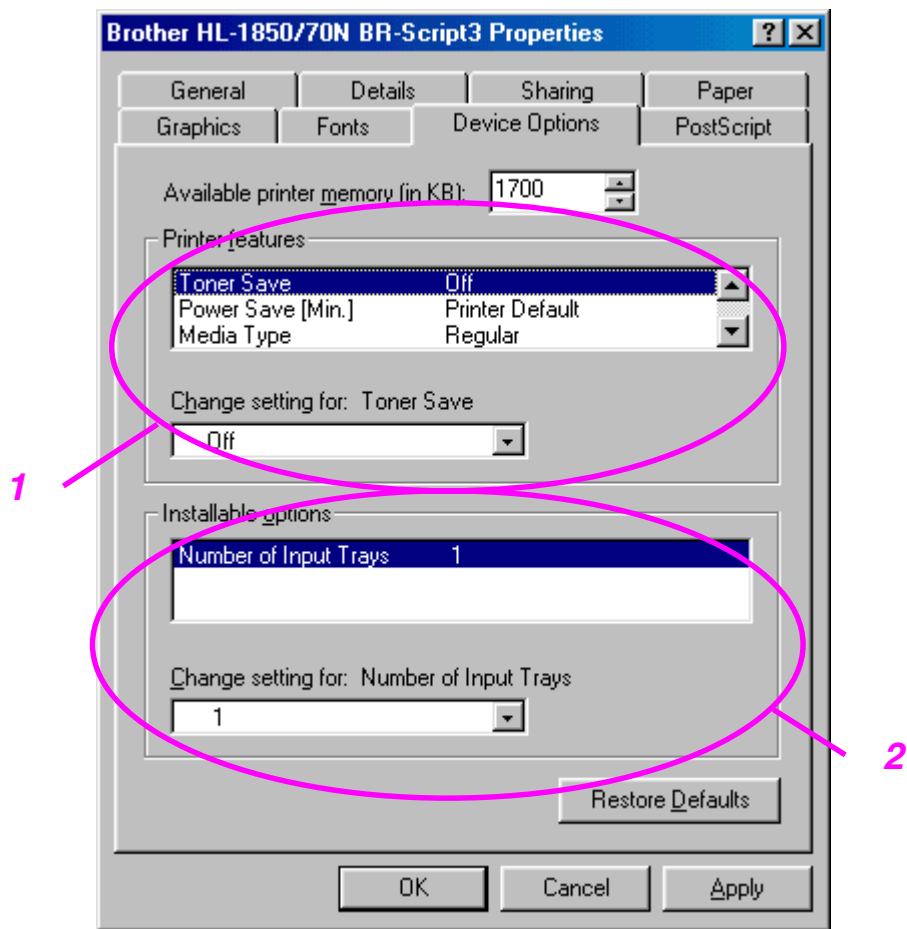 Brother HL-1850/70N BR-Script3 Properties ? ×
General Details Sharing Paper
Graphics Fonts Device Options PostScript
Available printer memory (in KB): 1700
Printer features
Toner Save Off
Power Save [Min.] Printer Default
Media Type Regular
Change setting for: Toner Save
Off
1
Installable options
Number of Input Trays 1
Change setting for: Number of Input Trays
1
2
Restore Defaults
OK Cancel Apply